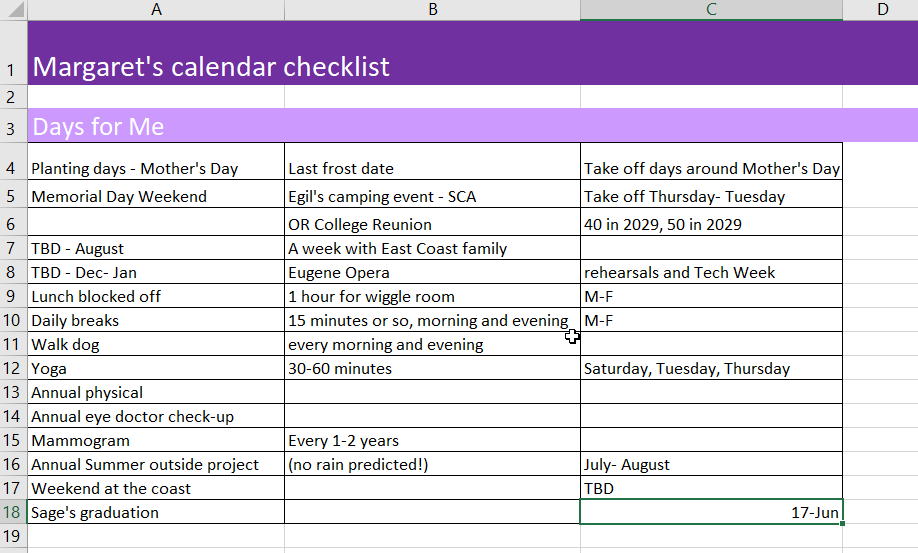 A B C D
1 Margaret's calendar checklist
2
3 Days for Me
4 Planting days - Mother's Day Last frost date Take off days around Mother's Day
5 Memorial Day Weekend Egil's camping event - SCA Take off Thursday- Tuesday
6 OR College Reunion 40 in 2029, 50 in 2029
7 TBD - August A week with East Coast family
8 TBD - Dec- Jan Eugene Opera rehearsals and Tech Week
9 Lunch blocked off 1 hour for wiggle room M-F
10 Daily breaks 15 minutes or so, morning and evening M-F
11 Walk dog every morning and evening
12 Yoga 30-60 minutes Saturday, Tuesday, Thursday
13 Annual physical
14 Annual eye doctor check-up
15 Mammogram Every 1-2 years
16 Annual Summer outside project (no rain predicted!) July- August
17 Weekend at the coast TBD
18 Sage's graduation 17-Jun
19